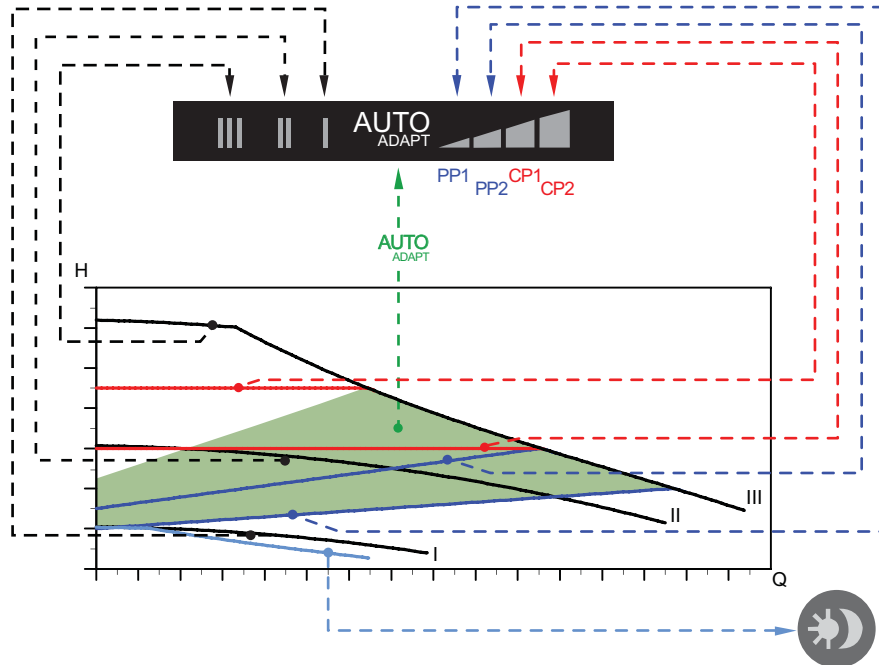 III II I AUTO
ADAPT
PP1 PP2 CP1 CP2
AUTO
ADAPT
H
III
II
I
Q